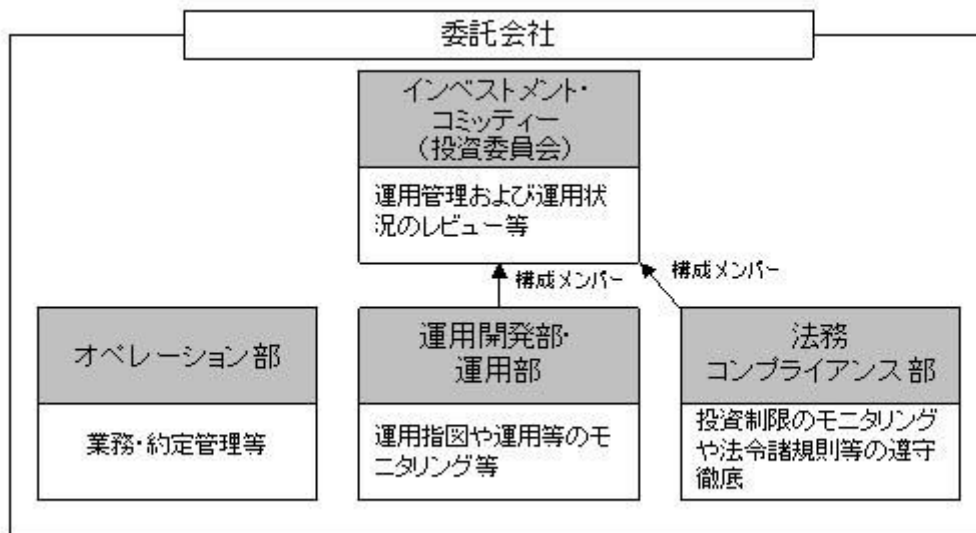 委託会社
インベストメント・
コミッティー
（投資委員会）
運用管理および運用状
況のレビュー等
構成メンバー
構成メンバー
オペレーション部
業務・約定管理等
運用開発部・
運用部
運用指図や運用等のモ
ニタリング等
法務
コンプライアンス部
投資制限のモニタリング
や法令諸規則等の遵守
徹底